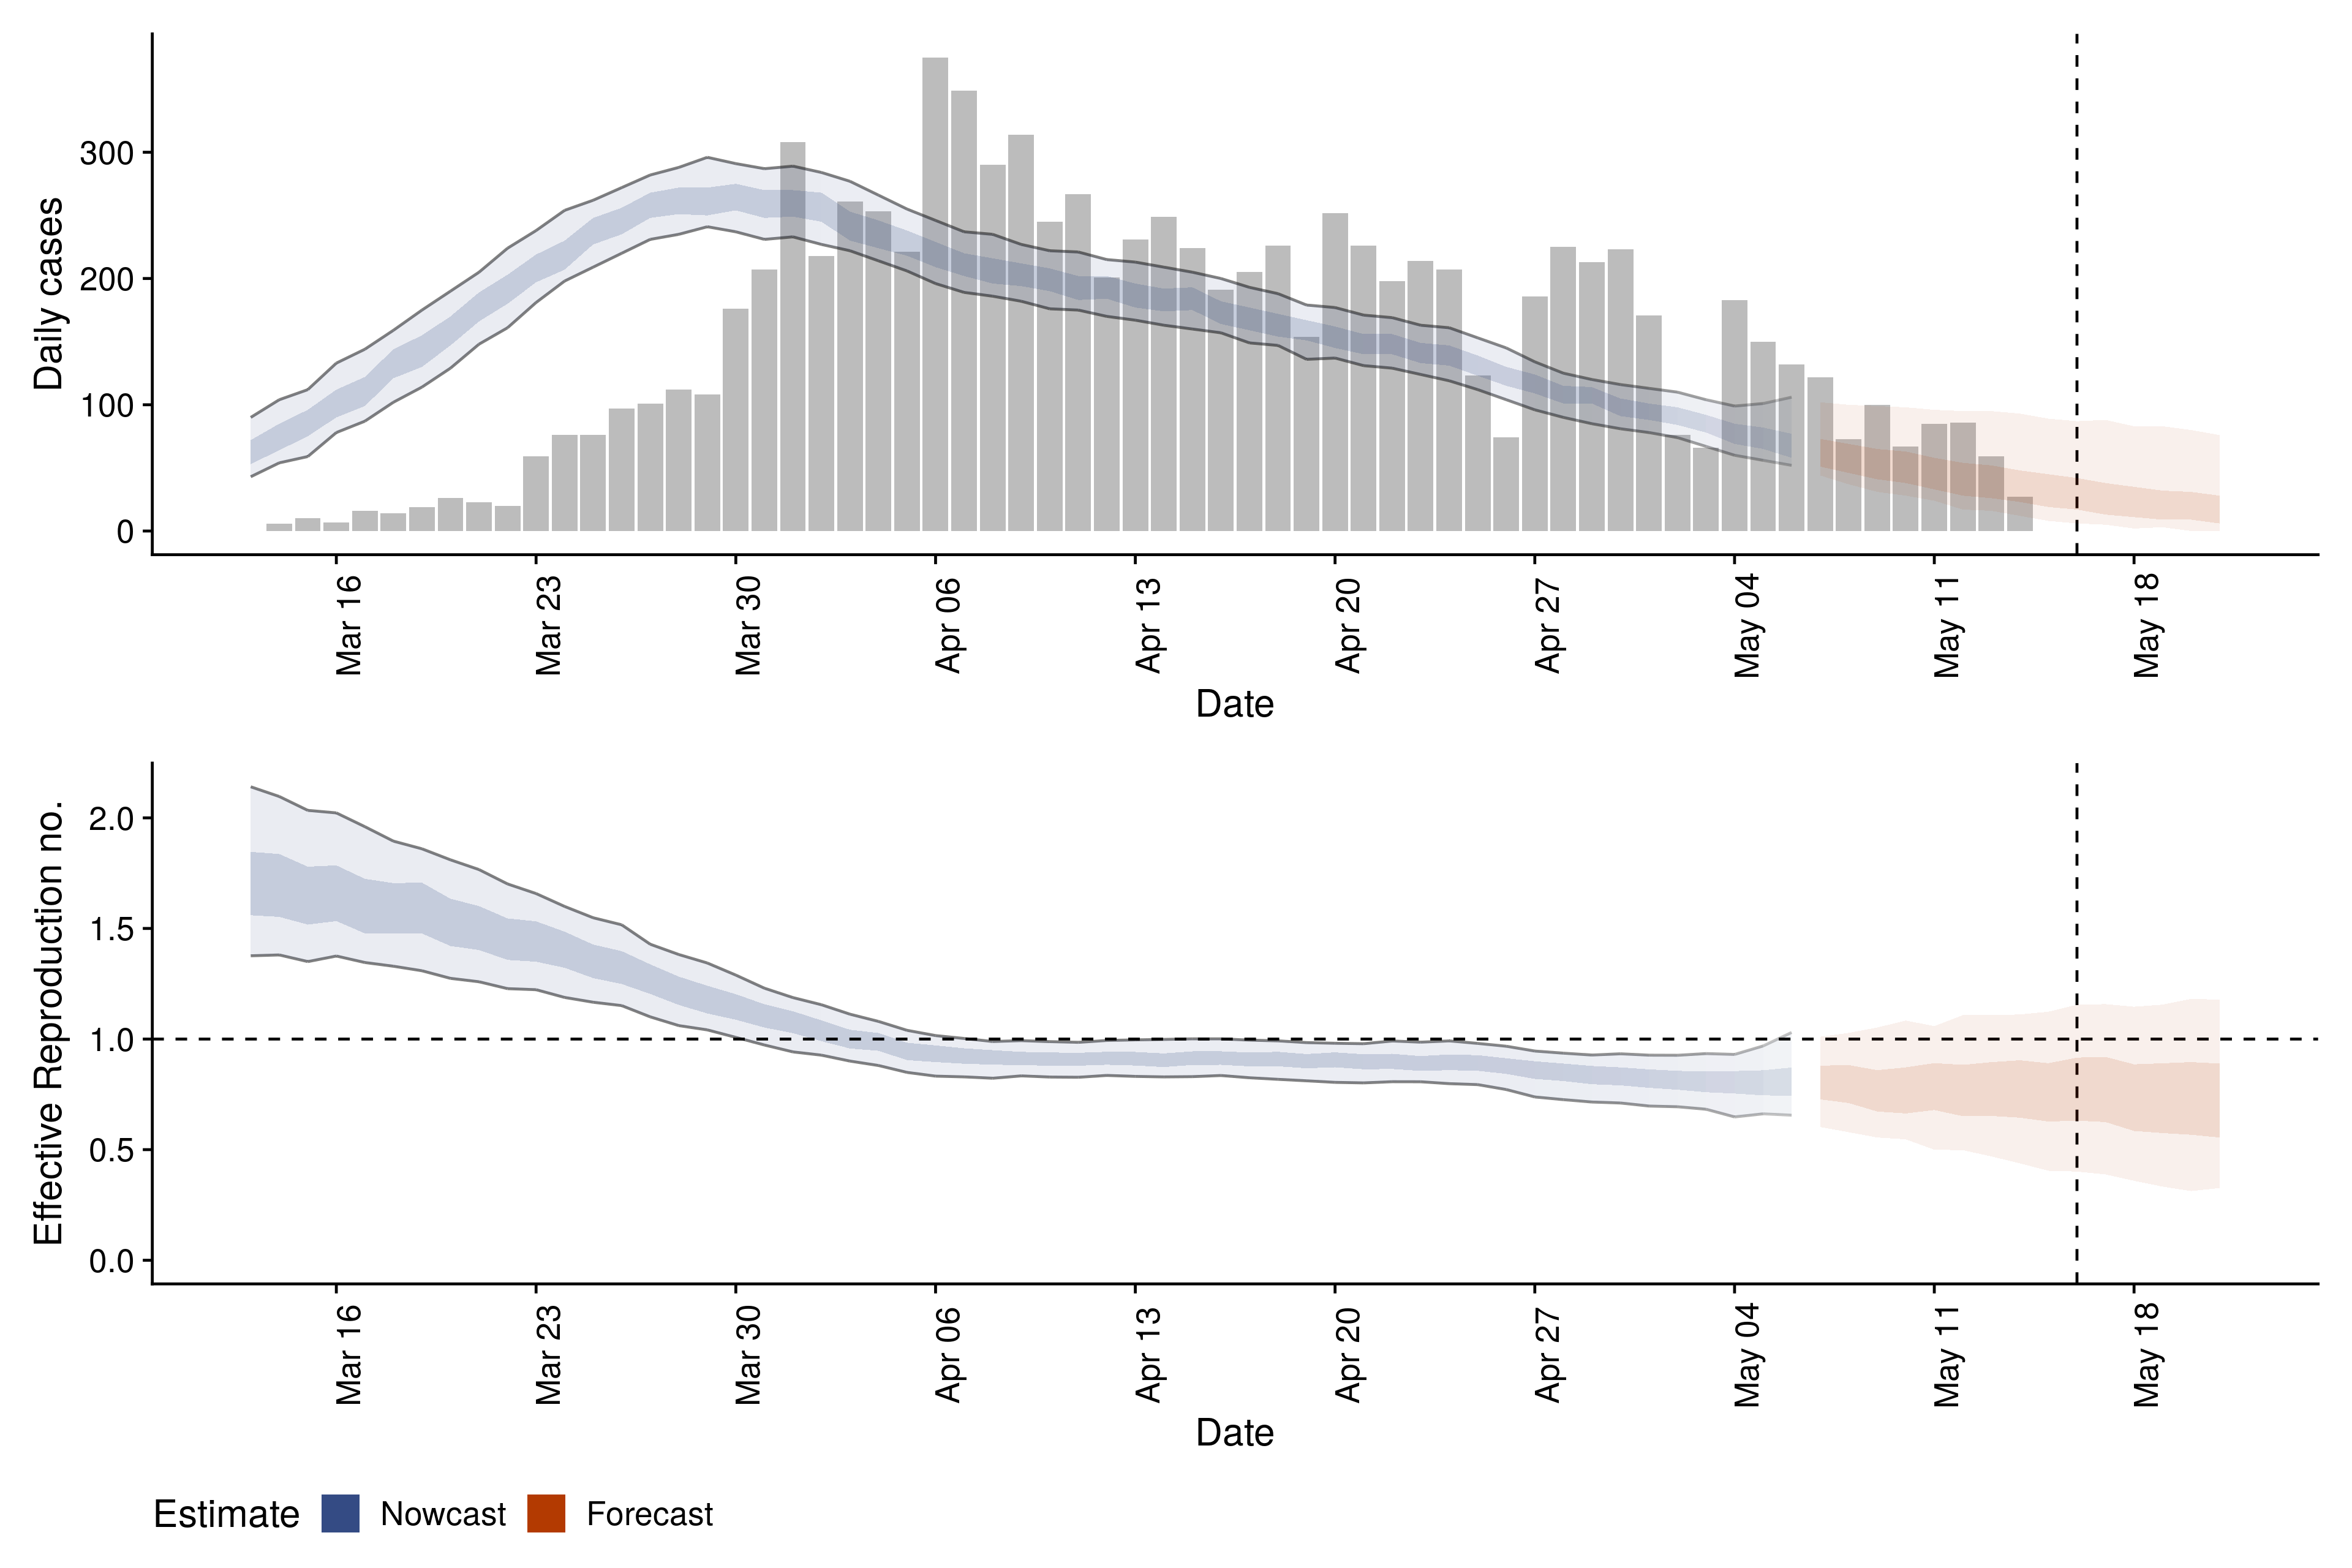 Daily cases
300
200
100
0
Mar 16
Mar 23
Mar 30
Apr 06
Apr 13
Apr 20
Apr 27
May 04
May 11
May 18
Date
Effective Reproduction no.
2.0
1.5
1.0
0.5
0.0
Mar 16
Mar 23
Mar 30
Apr 06
Apr 13
Apr 20
Apr 27
May 04
May 11
May 18
Date
Estimate Nowcast Forecast